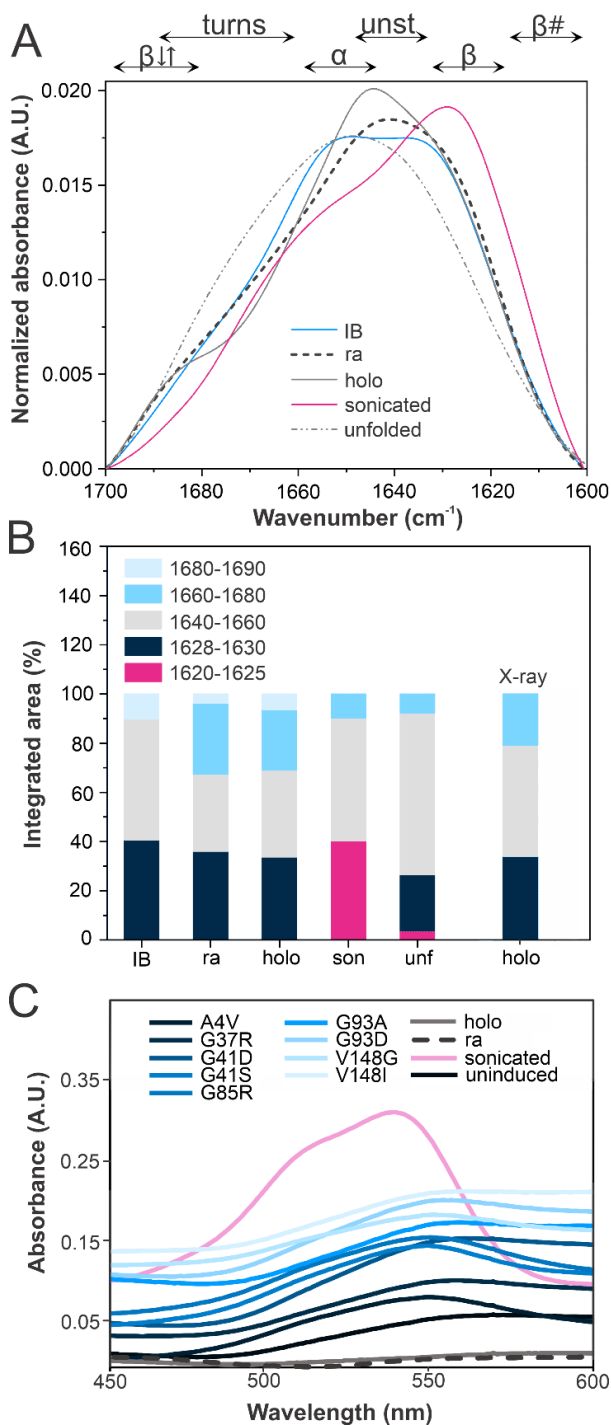 A
turns
unst
β#
β↓↑
α
β
Normalized absorbance (A.U.)
0.020
0.015
0.010
0.005
0.000
IB
ra
holo
sonicated
unfolded
1700
1680
1660
1640
1620
1600
Wavenumber (cm⁻¹)
B
Integrated area (%)
160
140
120
100
80
60
40
20
0
1680-1690
1660-1680
1640-1660
1628-1630
1620-1625
X-ray
IB
ra
holo
son
unf
holo
C
Absorbance (A.U.)
0.35
0.25
0.15
0.05
A4V
G37R
G41D
G41S
G85R
G93A
G93D
V148G
V148I
holo
ra
sonicated
uninduced
450
500
550
600
Wavelength (nm)